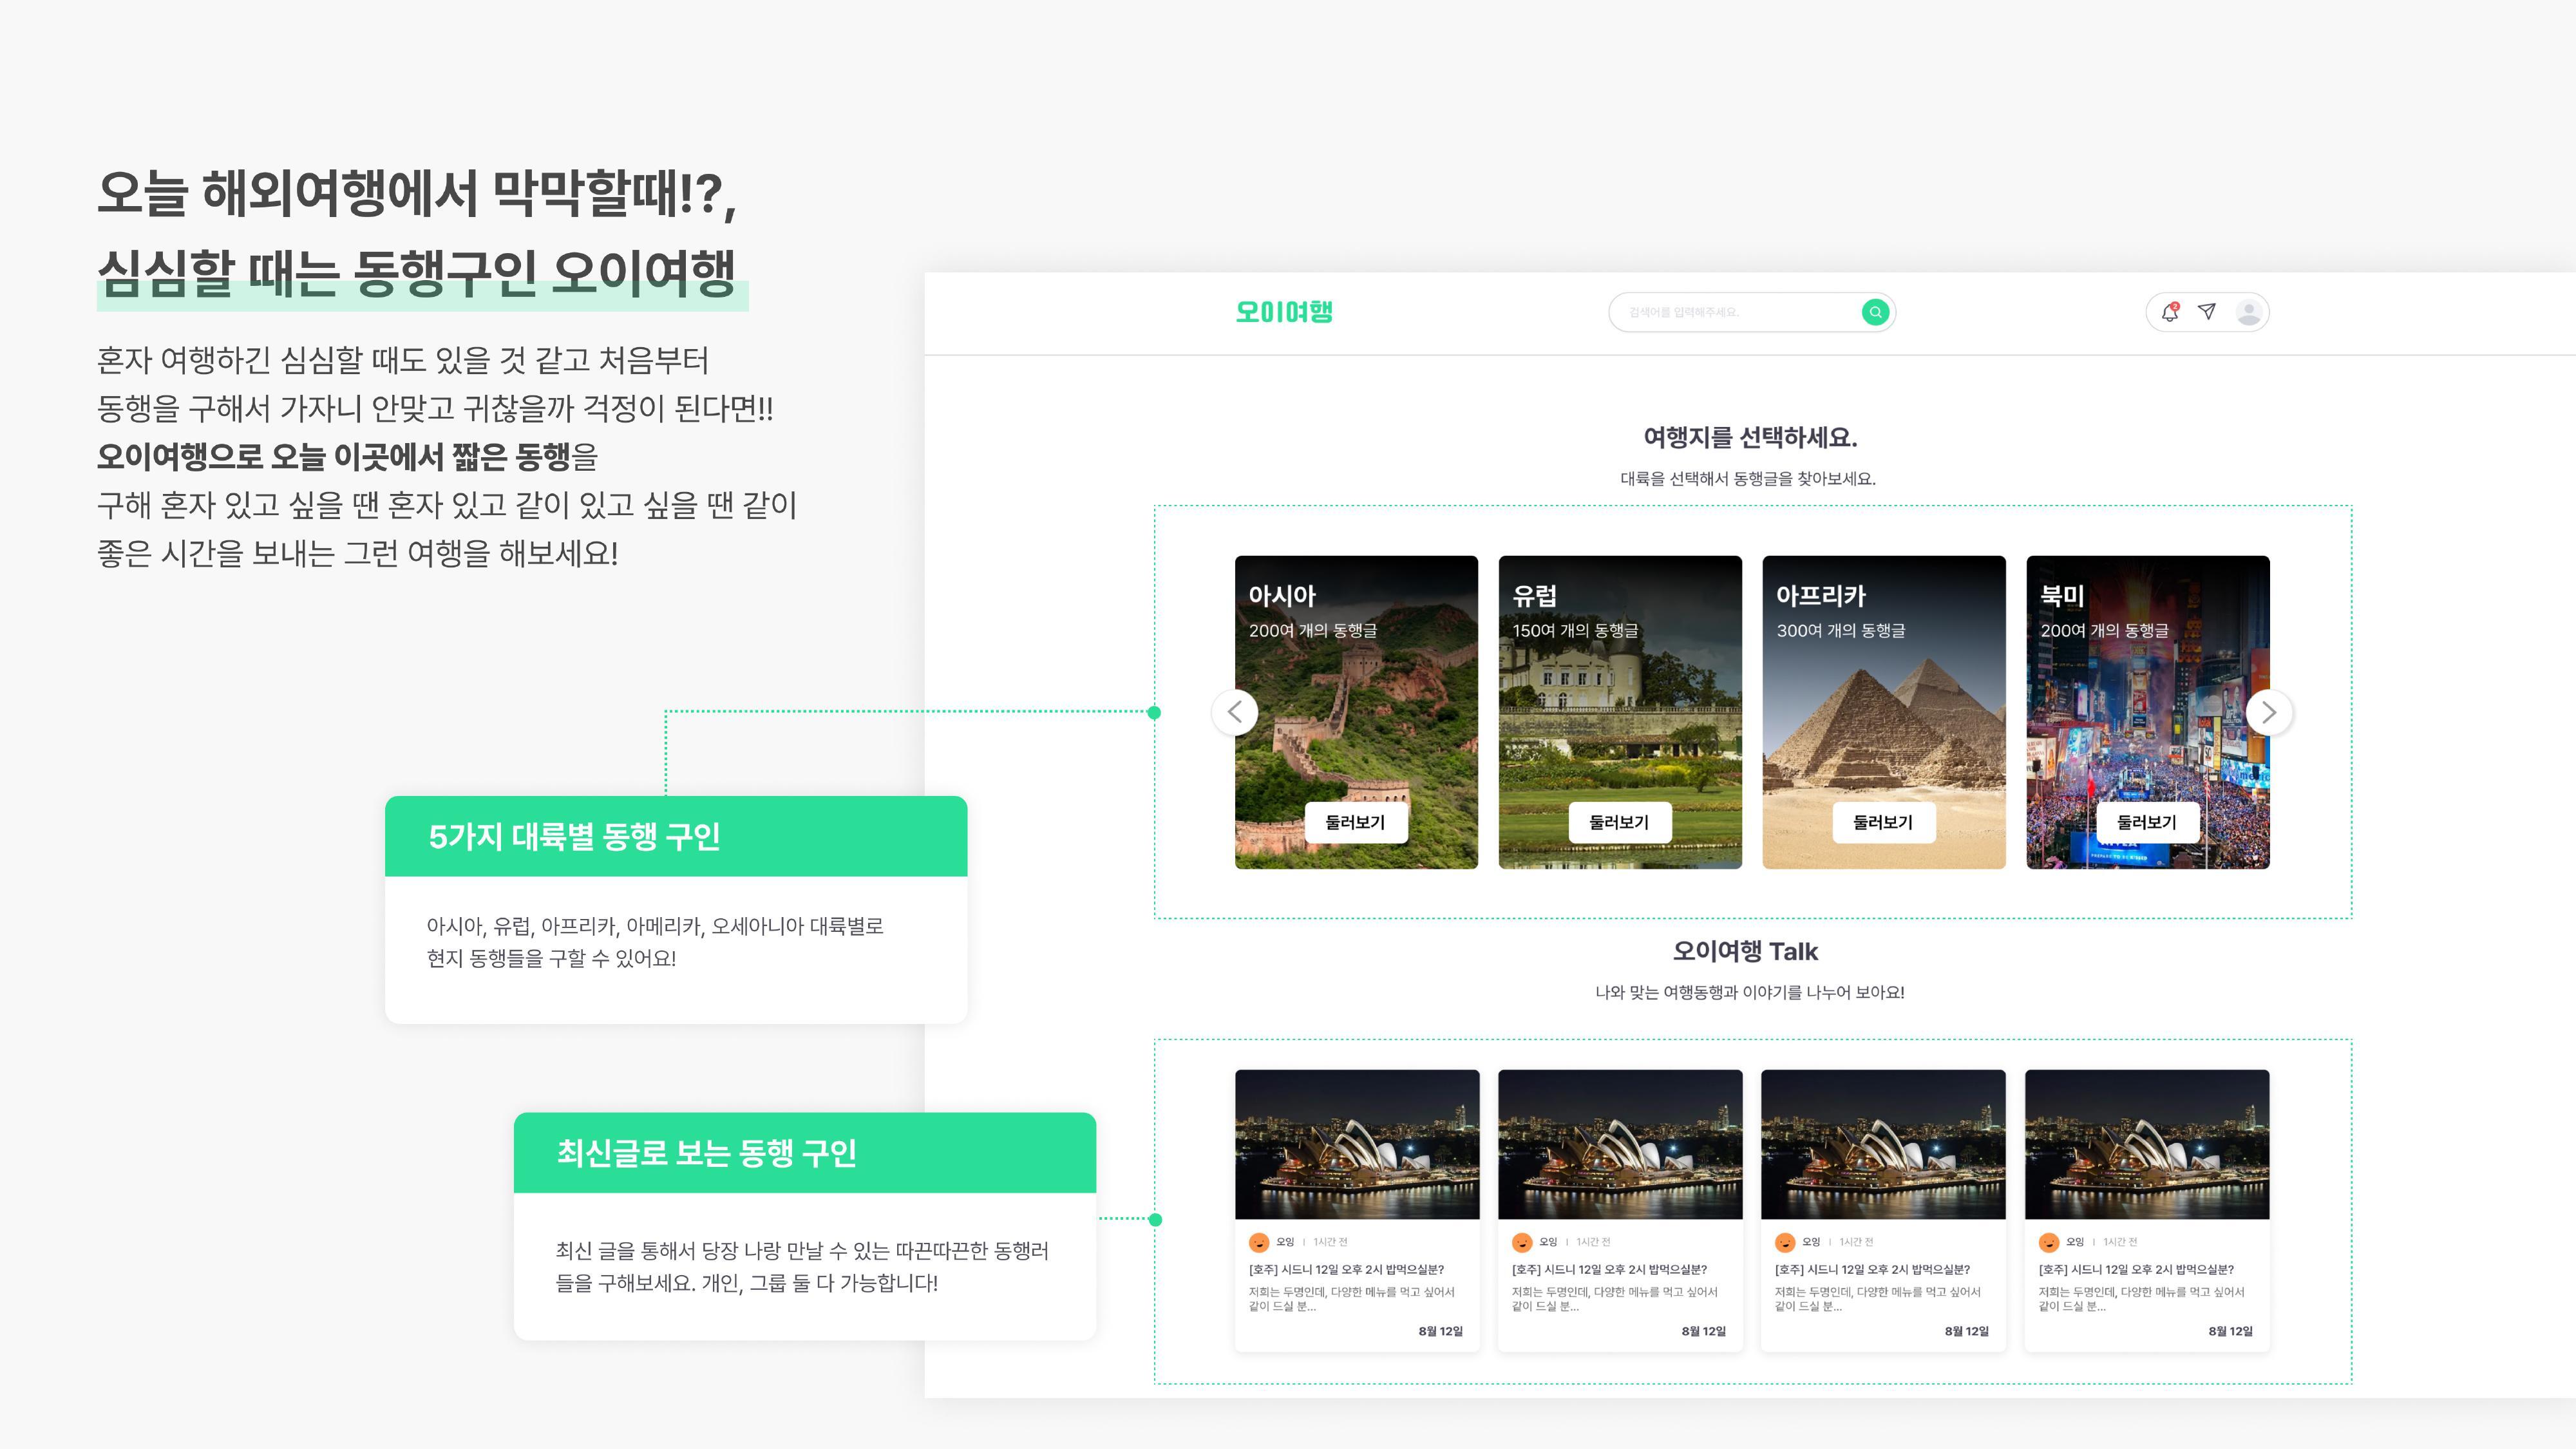 오늘 해외여행에서 막막할때!?,
심심할 때는 동행구인 오이여행
혼자 여행하긴 심심할 때도 있을 것 같고 처음부터
동행을 구해서 가자니 안맞고 귀찮을까 걱정이 된다면!!
오이여행으로 오늘 이곳에서 짧은 동행을
구해 혼자 있고 싶을 땐 혼자 있고 같이 있고 싶을 땐 같이
좋은 시간을 보내는 그런 여행을 해보세요!
5가지 대륙별 동행 구인
아시아, 유럽, 아프리카, 아메리카, 오세아니아 대륙별로
현지 동행들을 구할 수 있어요!
최신글로 보는 동행 구인
최신 글을 통해서 당장 나랑 만날 수 있는 따끈따끈한 동행러
들을 구해보세요. 개인, 그룹 둘 다 가능합니다!
오이여행
검색어를 입력해주세요.
2
여행지를 선택하세요.
대륙을 선택해서 동행글을 찾아보세요.
아시아
200여 개의 동행글
둘러보기
유럽
150여 개의 동행글
둘러보기
아프리카
300여 개의 동행글
둘러보기
북미
200여 개의 동행글
둘러보기
오이여행 Talk
나와 맞는 여행동행과 이야기를 나누어 보아요!
오잉 | 1시간 전
[호주] 시드니 12일 오후 2시 밥먹으실분?
저희는 두명인데, 다양한 메뉴를 먹고 싶어서
같이 드실 분...
8월 12일
오잉 | 1시간 전
[호주] 시드니 12일 오후 2시 밥먹으실분?
저희는 두명인데, 다양한 메뉴를 먹고 싶어서
같이 드실 분...
8월 12일
오잉 | 1시간 전
[호주] 시드니 12일 오후 2시 밥먹으실분?
저희는 두명인데, 다양한 메뉴를 먹고 싶어서
같이 드실 분...
8월 12일
오잉 | 1시간 전
[호주] 시드니 12일 오후 2시 밥먹으실분?
저희는 두명인데, 다양한 메뉴를 먹고 싶어서
같이 드실 분...
8월 12일